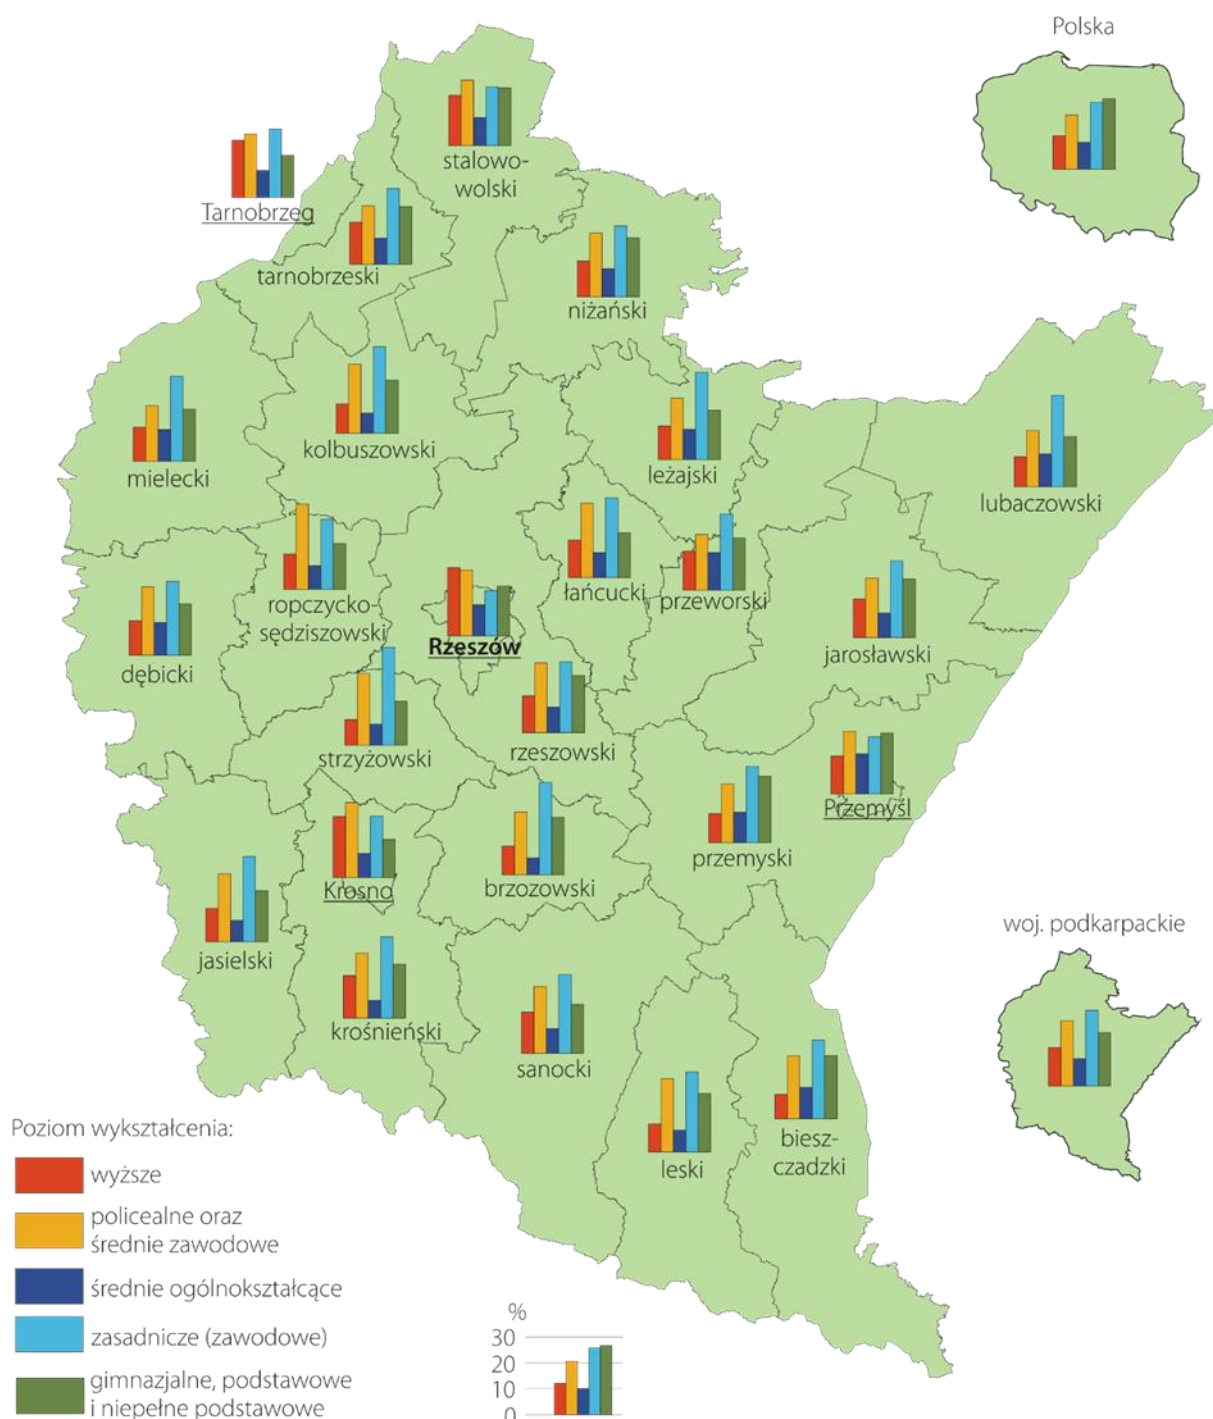 Polska
stalowo-
wolski
Tarnobrzeg
tarnobrzeski
niżański
kolbuszowski
mielecki
leżajski
lubaczowski
ropczycko-
sędziszowski
łańcucki
przeworski
Rzeszów
jarosławski
dębicki
strzyżowski
rzeszowski
Przemyśl
przemyski
Krosno
brzozowski
jasielski
woj. podkarpackie
krośnieński
sanocki
biesz-
czadzki
leski
Poziom wykształcenia:
wyższe
policealne oraz
średnie zawodowe
średnie ogólnokształcące
zasadnicze (zawodowe)
gimnazjalne, podstawowe
i niepełne podstawowe
%
30
20
10
0